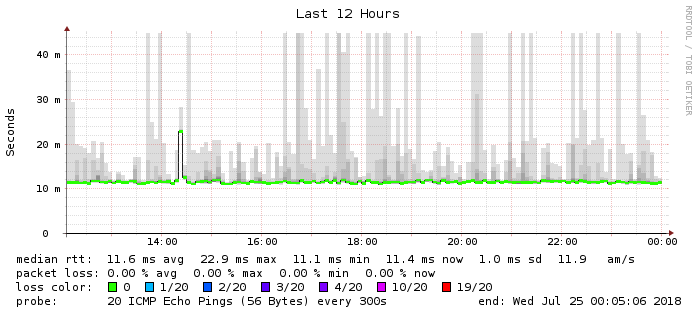 Last 12 Hours
RRDTOOL / TOBI OETIKER
Seconds
40 m
30 m
20 m
10 m
0
14:00 16:00 18:00 20:00 22:00 00:00
median rtt: 11.6 ms avg 22.9 ms max 11.1 ms min 11.4 ms now 1.0 ms sd 11.9 am/s
packet loss: 0.00 % avg 0.00 % max 0.00 % min 0.00 % now
loss color: 0 1/20 2/20 3/20 4/20 10/20 19/20
probe: 20 ICMP Echo Pings (56 Bytes) every 300s end: Wed Jul 25 00:05:06 2018